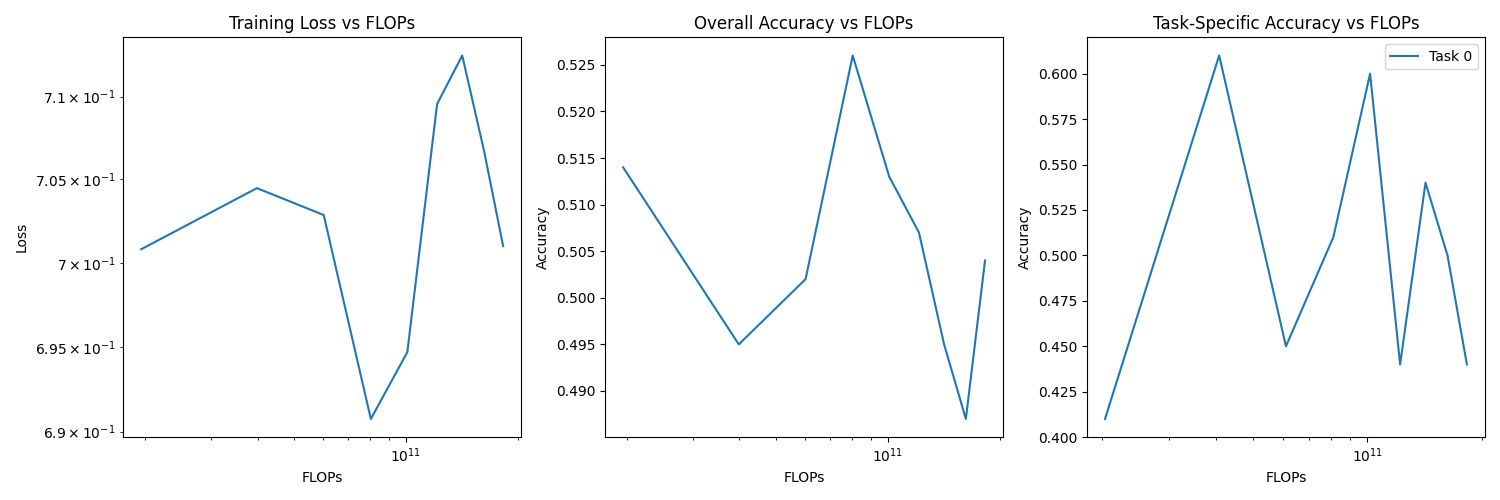 Training Loss vs FLOPs
7.1 × 10⁻¹
7.05 × 10⁻¹
7 × 10⁻¹
6.95 × 10⁻¹
6.9 × 10⁻¹
Loss
10¹¹
FLOPs
Overall Accuracy vs FLOPs
0.525
0.520
0.515
0.510
0.505
0.500
0.495
0.490
Accuracy
10¹¹
FLOPs
Task-Specific Accuracy vs FLOPs
Task 0
0.600
0.575
0.550
0.525
0.500
0.475
0.450
0.425
0.400
Accuracy
10¹¹
FLOPs